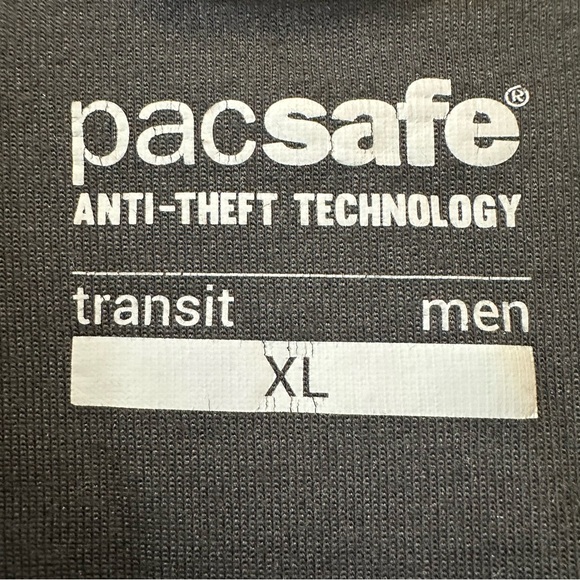 pacsafe®
ANTI-THEFT TECHNOLOGY
transit men
XL